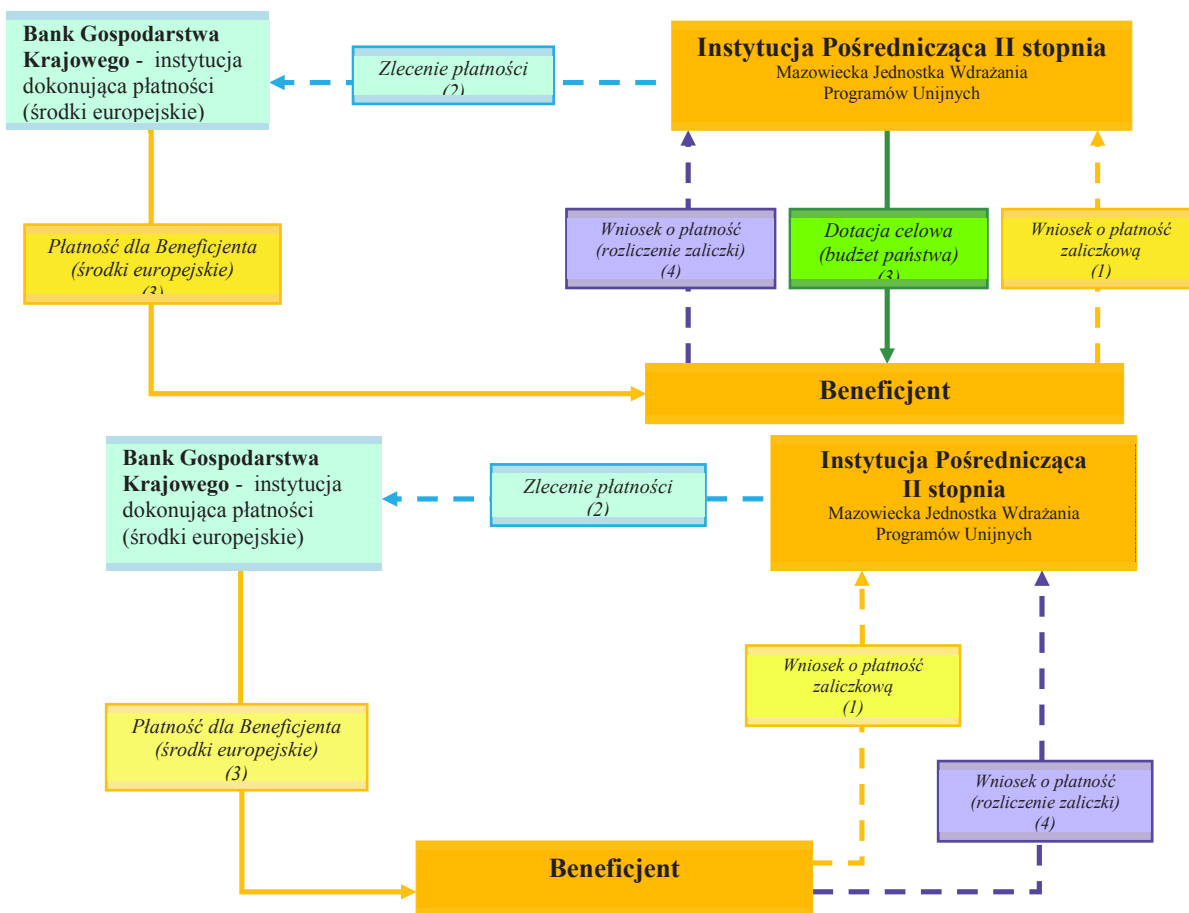 Bank Gospodarstwa
Krajowego - instytucja
dokonująca płatności
(środki europejskie)
Zlecenie płatności
(2)
Instytucja Pośrednicząca II stopnia
Mazowiecka Jednostka Wdrażania
Programów Unijnych
Płatność dla Beneficjenta
(środki europejskie)
(3)
Wniosek o płatność
(rozliczenie zaliczki)
(4)
Dotacja celowa
(budżet państwa)
(3)
Wniosek o płatność
zaliczkową
(1)
Beneficjent
Bank Gospodarstwa
Krajowego - instytucja
dokonująca płatności
(środki europejskie)
Zlecenie płatności
(2)
Instytucja Pośrednicząca
II stopnia
Mazowiecka Jednostka Wdrażania
Programów Unijnych
Wniosek o płatność
zaliczkową
(1)
Płatność dla Beneficjenta
(środki europejskie)
(3)
Wniosek o płatność
(rozliczenie zaliczki)
(4)
Beneficjent